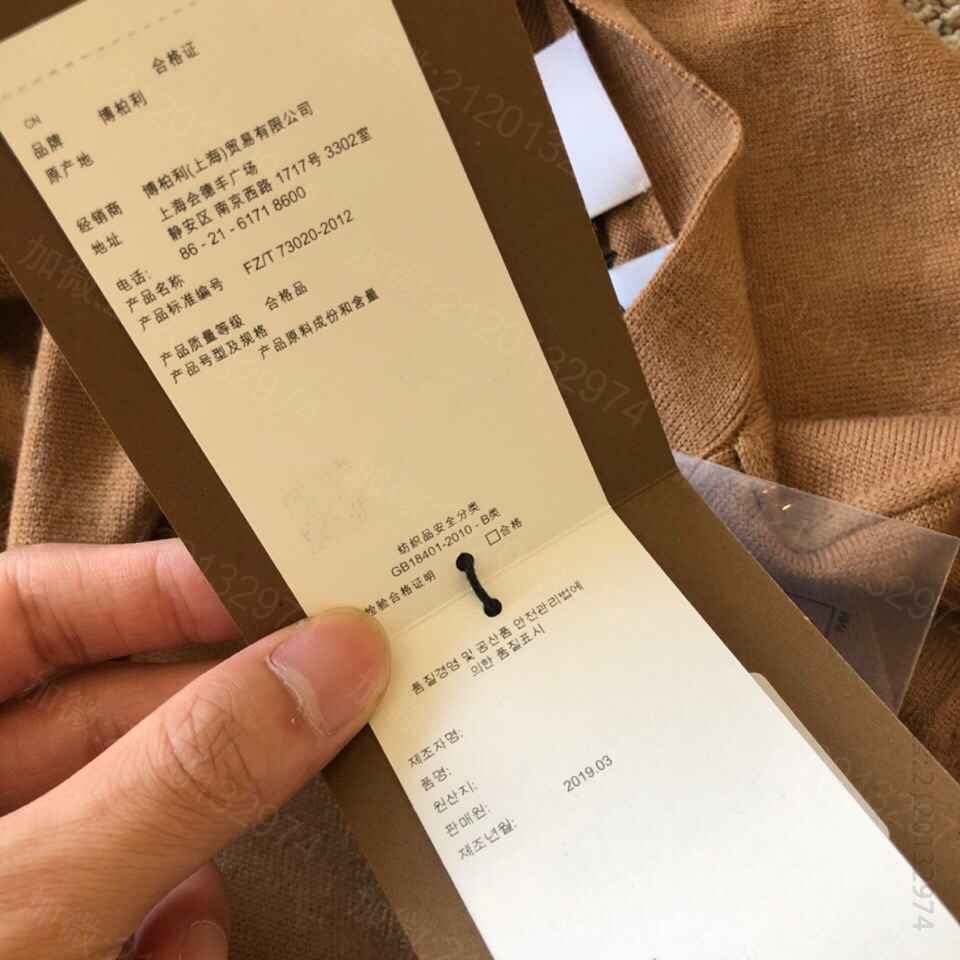 合格证
CN
品牌 博柏利
原产地
经销商 博柏利(上海)贸易有限公司
地址 上海会德丰广场
静安区 南京西路 1717号 3302室
电话: 86 - 21 - 6171 8600
产品名称
产品标准编号 FZ/T 73020-2012
产品质量等级 合格品
产品号型及规格
产品原料成份和含量
纺织品安全分类
GB18401-2010 - B类
检验合格证明 □合格
품질경영 및 공산품 안전관리법에
의한 품질표시
제조자명:
품명:
원산지:
판매원:
제조년월: 2019.03